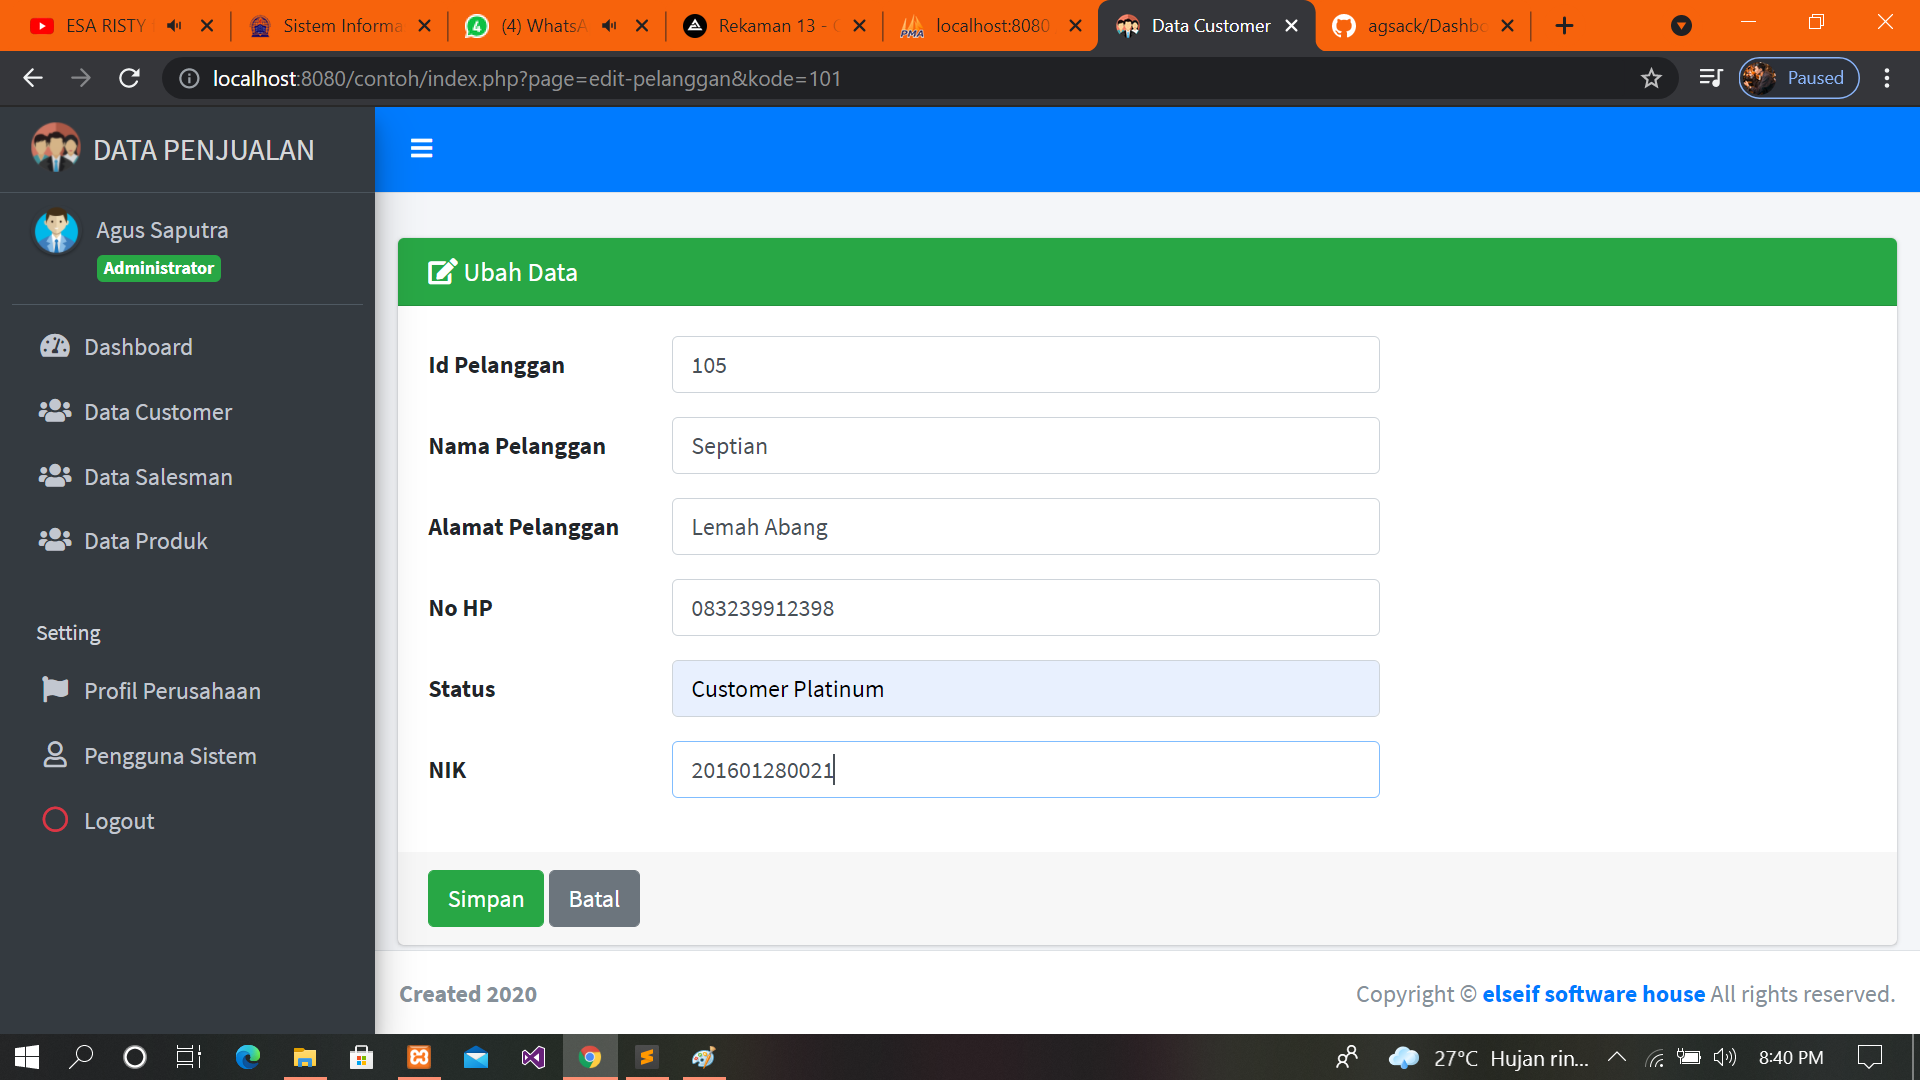 ESA RISTY
Sistem Informa
(4) WhatsA
Rekaman 13 -
localhost:8080
Data Customer
agsack/Dashbo
localhost:8080/contoh/index.php?page=edit-pelanggan&kode=101
Paused
DATA PENJUALAN
Agus Saputra
Administrator
Dashboard
Data Customer
Data Salesman
Data Produk
Setting
Profil Perusahaan
Pengguna Sistem
Logout
Ubah Data
Id Pelanggan
105
Nama Pelanggan
Septian
Alamat Pelanggan
Lemah Abang
No HP
083239912398
Status
Customer Platinum
NIK
201601280021
Simpan
Batal
Created 2020
Copyright © elseif software house All rights reserved.
27°C Hujan rin...
8:40 PM